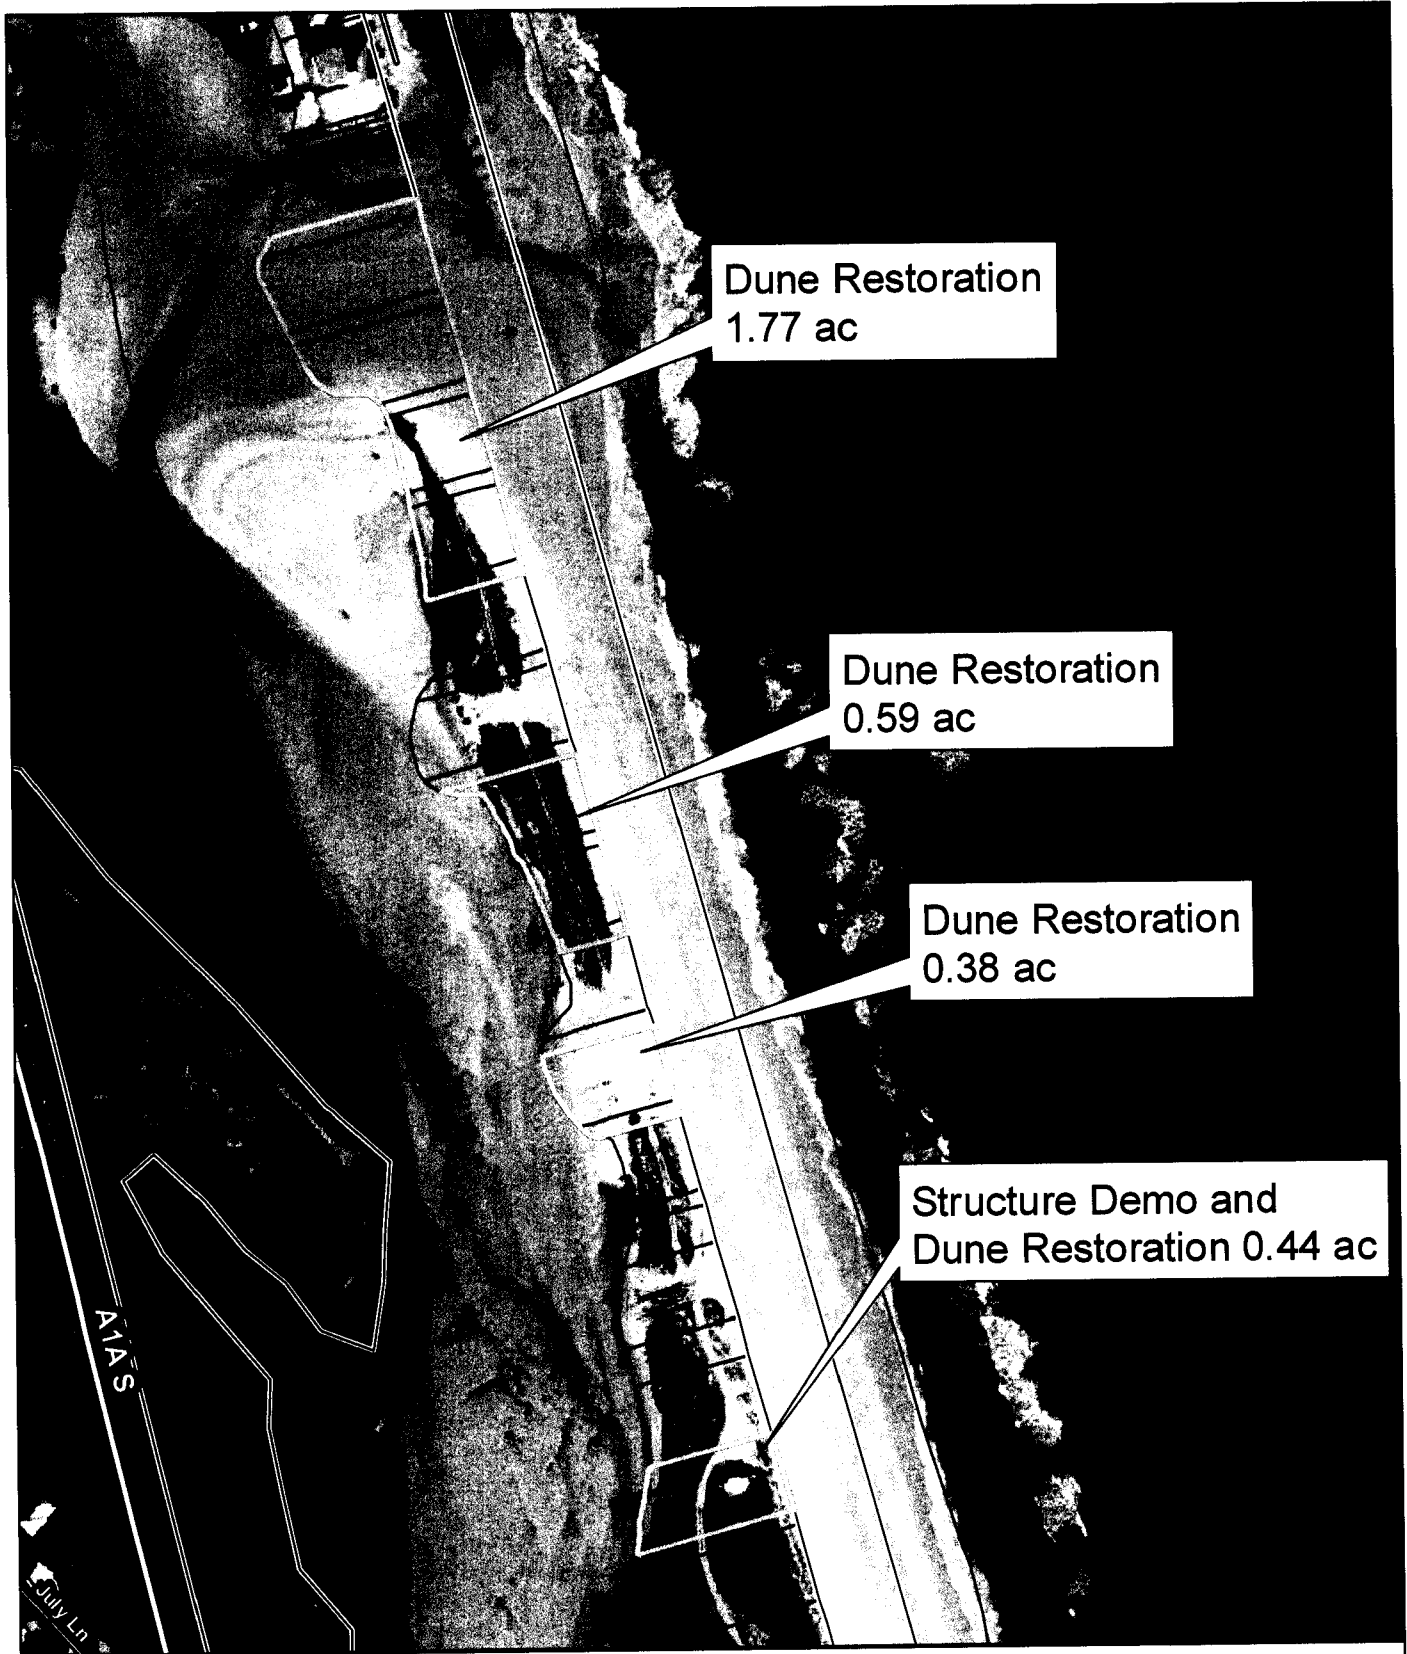 Dune Restoration
1.77 ac
Dune Restoration
0.59 ac
Dune Restoration
0.38 ac
Structure Demo and
Dune Restoration 0.44 ac
A1A S
July Ln